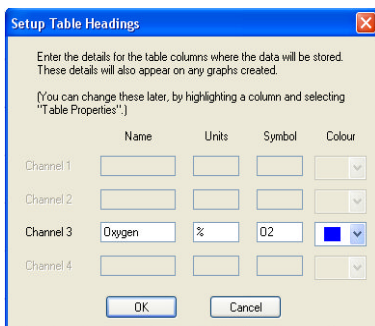 Setup Table Headings
Enter the details for the table columns where the data will be stored.
These details will also appear on any graphs created.
(You can change these later, by highlighting a column and selecting
"Table Properties".)
Name Units Symbol Colour
Channel 1
Channel 2
Channel 3 Oxygen % O2
Channel 4
OK Cancel